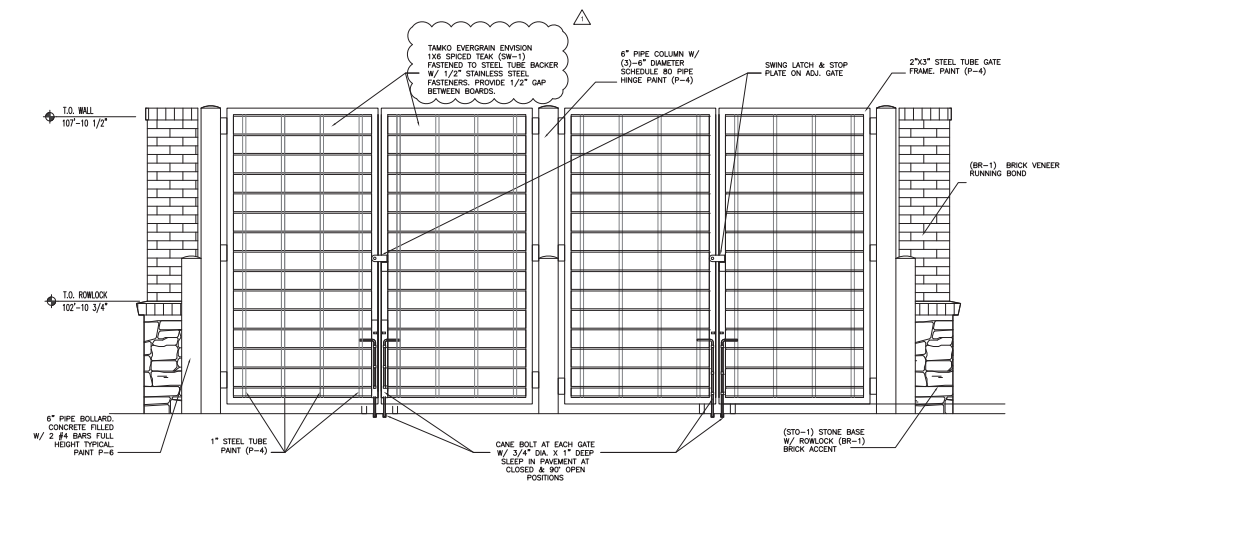 1
TAMKO EVERGRAIN ENVISION
1X6 SPICED TEAK (SW-1)
FASTENED TO STEEL TUBE BACKER
W/ 1/2" STAINLESS STEEL
FASTENERS. PROVIDE 1/2" GAP
BETWEEN BOARDS.
6" PIPE COLUMN W/
(3)-6" DIAMETER
SCHEDULE 80 PIPE
HINGE PAINT (P-4)
SWING LATCH & STOP
PLATE ON ADJ. GATE
2"X3" STEEL TUBE GATE
FRAME. PAINT (P-4)
T.O. WALL
107'-10 1/2"
(BR-1) BRICK VENEER
RUNNING BOND
T.O. ROWLOCK
102'-10 3/4"
6" PIPE BOLLARD.
CONCRETE FILLED
W/ 2 #4 BARS FULL
HEIGHT TYPICAL.
PAINT P-6
1" STEEL TUBE
PAINT (P-4)
CANE BOLT AT EACH GATE
W/ 3/4" DIA. X 1" DEEP
SLEEP IN PAVEMENT AT
CLOSED & 90' OPEN
POSITIONS
(STO-1) STONE BASE
W/ ROWLOCK (BR-1)
BRICK ACCENT